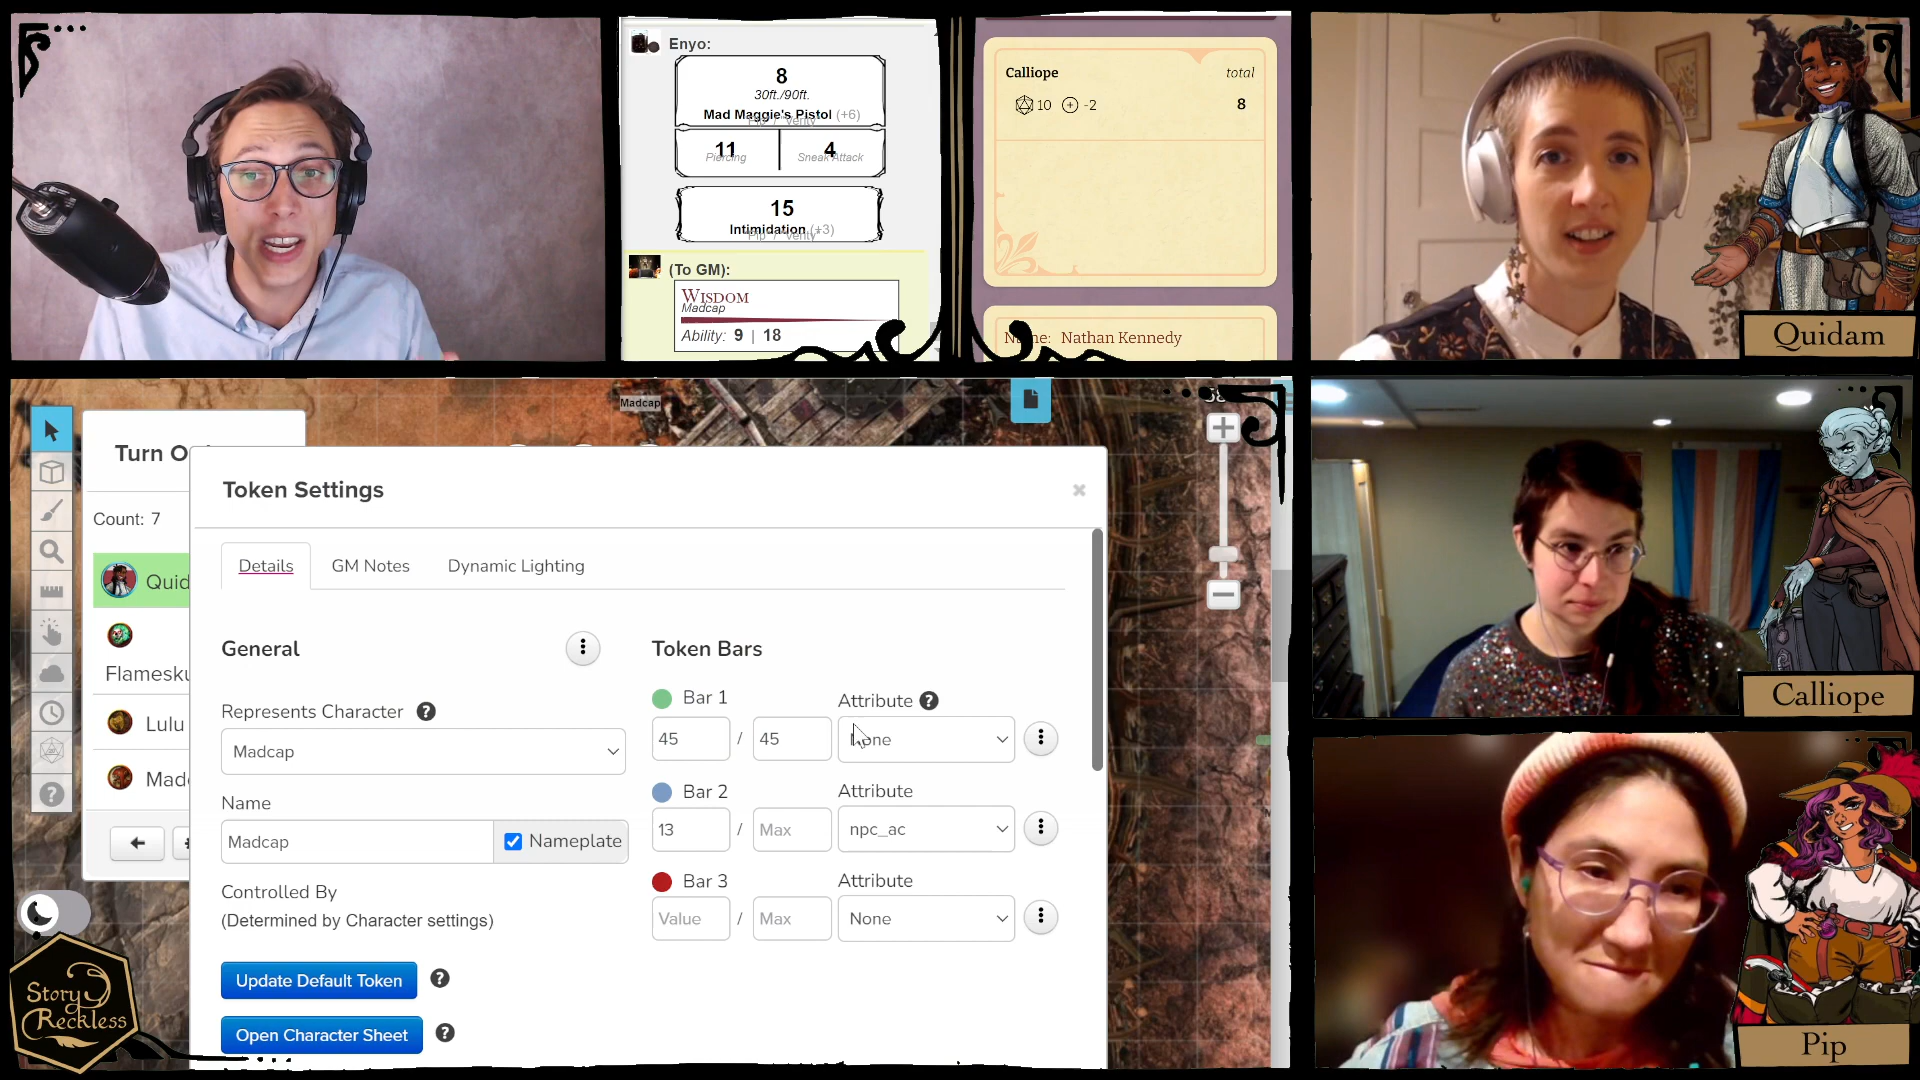 Enyo:
8
30ft./90ft.
Mad Maggie's Pistol (+6)
11
Piercing
4
Sneak Attack
15
Intimidation (+3)
Pip / Verity
(To GM):
Wisdom
Madcap
Ability: 9 | 18
Calliope total
10 -2 8
Name: Nathan Kennedy
Quidam
Madcap
Turn O
Count: 7
Quid
Flamesku
Lulu
Madc
Token Settings
Details GM Notes Dynamic Lighting
General
Represents Character
Madcap
Name
Madcap Nameplate
Controlled By
(Determined by Character settings)
Update Default Token
Open Character Sheet
Token Bars
Bar 1 Attribute
45 / 45 None
Bar 2 Attribute
13 / Max npc_ac
Bar 3 Attribute
Value / Max None
Calliope
Pip
Story
Reckless